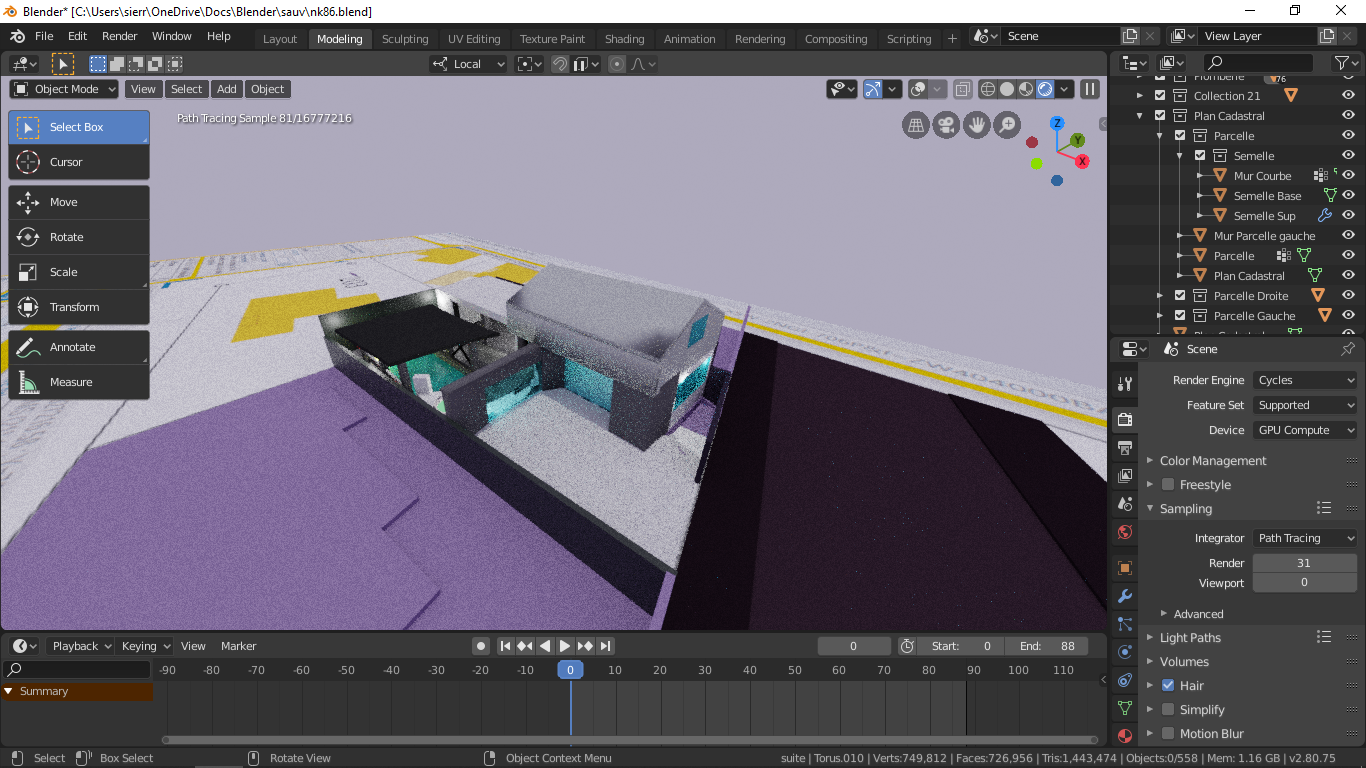 Blender* [C:\Users\sierr\OneDrive\Docs\Blender\sauv\nk86.blend]
File Edit Render Window Help Layout Modeling Sculpting UV Editing Texture Paint Shading Animation Rendering Compositing Scripting + Scene View Layer
Local
Object Mode View Select Add Object
Path Tracing Sample 81/16777216
Select Box
Cursor
Move
Rotate
Scale
Transform
Annotate
Measure
Z
Y
X
Plomberie 76
Collection 21
Plan Cadastral
Parcelle
Semelle
Mur Courbe
Semelle Base
Semelle Sup
Mur Parcelle gauche
Parcelle
Plan Cadastral
Parcelle Droite
Parcelle Gauche
Scene
Render Engine Cycles
Feature Set Supported
Device GPU Compute
Color Management
Freestyle
Sampling
Integrator Path Tracing
Render 31
Viewport 0
Advanced
Light Paths
Volumes
Hair
Simplify
Motion Blur
Playback Keying View Marker 0 Start: 0 End: 88
-90 -80 -70 -60 -50 -40 -30 -20 -10 0 10 20 30 40 50 60 70 80 90 100 110
Summary
Select Box Select Rotate View Object Context Menu suite | Torus.010 | Verts:749,812 | Faces:726,956 | Tris:1,443,474 | Objects:0/558 | Mem: 1.16 GB | v2.80.75